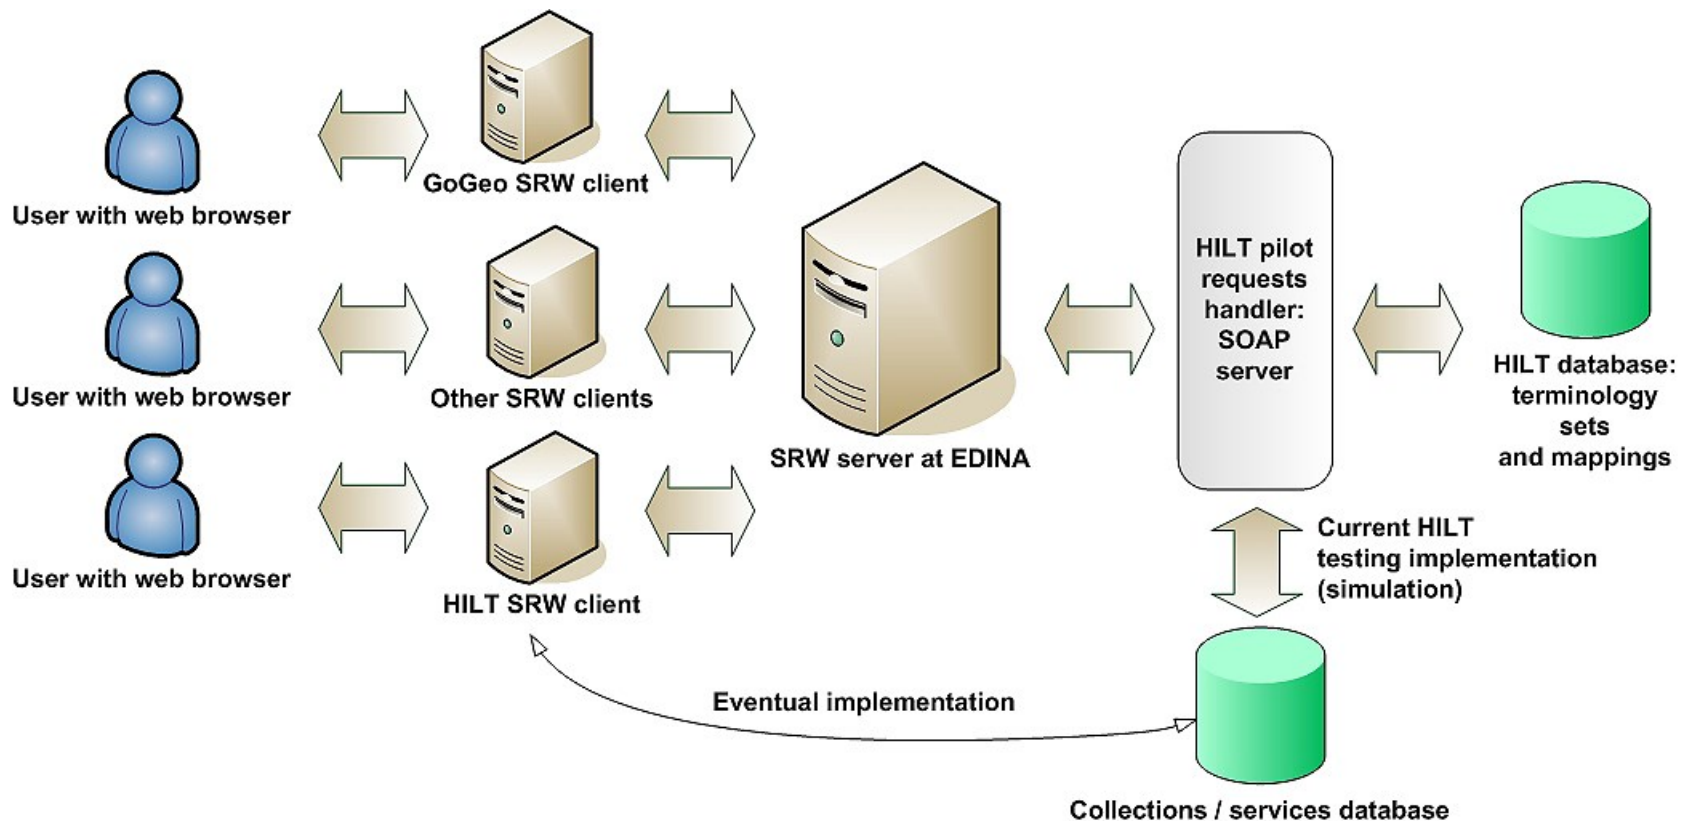 GoGeo SRW client
User with web browser
Other SRW clients
User with web browser
HILT SRW client
User with web browser
SRW server at EDINA
HILT pilot
requests
handler:
SOAP
server
HILT database:
terminology
sets
and mappings
Current HILT
testing implementation
(simulation)
Eventual implementation
Collections / services database